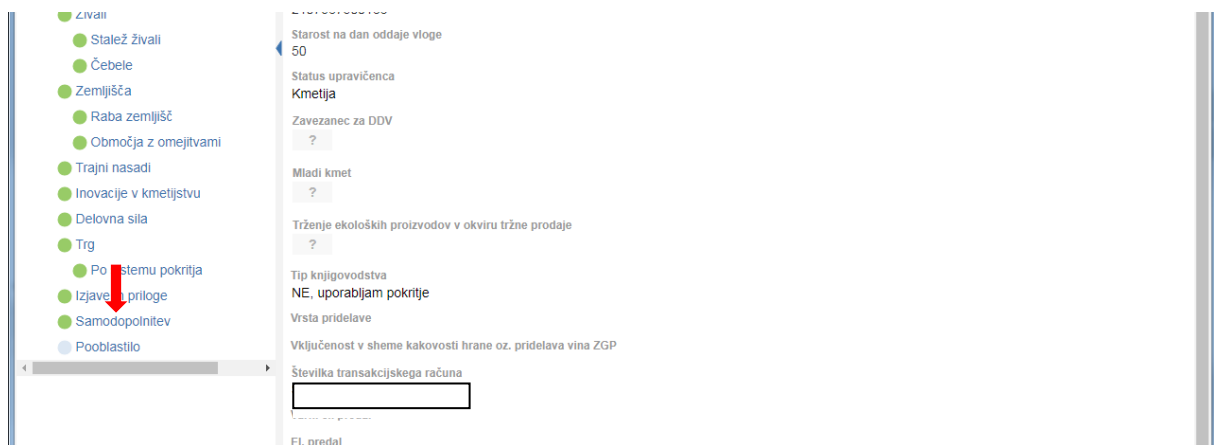 Živali
Stalež živali
Čebele
Zemljišča
Raba zemljišč
Območja z omejitvami
Trajni nasadi
Inovacije v kmetijstvu
Delovna sila
Trg
Po sistemu pokritja
Izjave in priloge
Samodopolnitev
Pooblastilo
Starost na dan oddaje vloge
50
Status upravičenca
Kmetija
Zavezanec za DDV
?
Mladi kmet
?
Trženje ekoloških proizvodov v okviru tržne prodaje
?
Tip knjigovodstva
NE, uporabljam pokritje
Vrsta pridelave
Vključenost v sheme kakovosti hrane oz. pridelava vina ZGP
Številka transakcijskega računa
El. predal